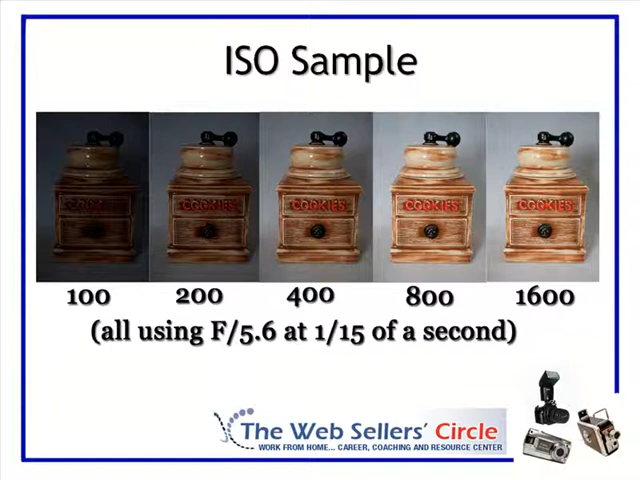 ISO Sample
COOKIES COOKIES COOKIES COOKIES COOKIES
100 200 400 800 1600
(all using F/5.6 at 1/15 of a second)
The Web Sellers' Circle
WORK FROM HOME... CAREER, COACHING AND RESOURCE CENTER